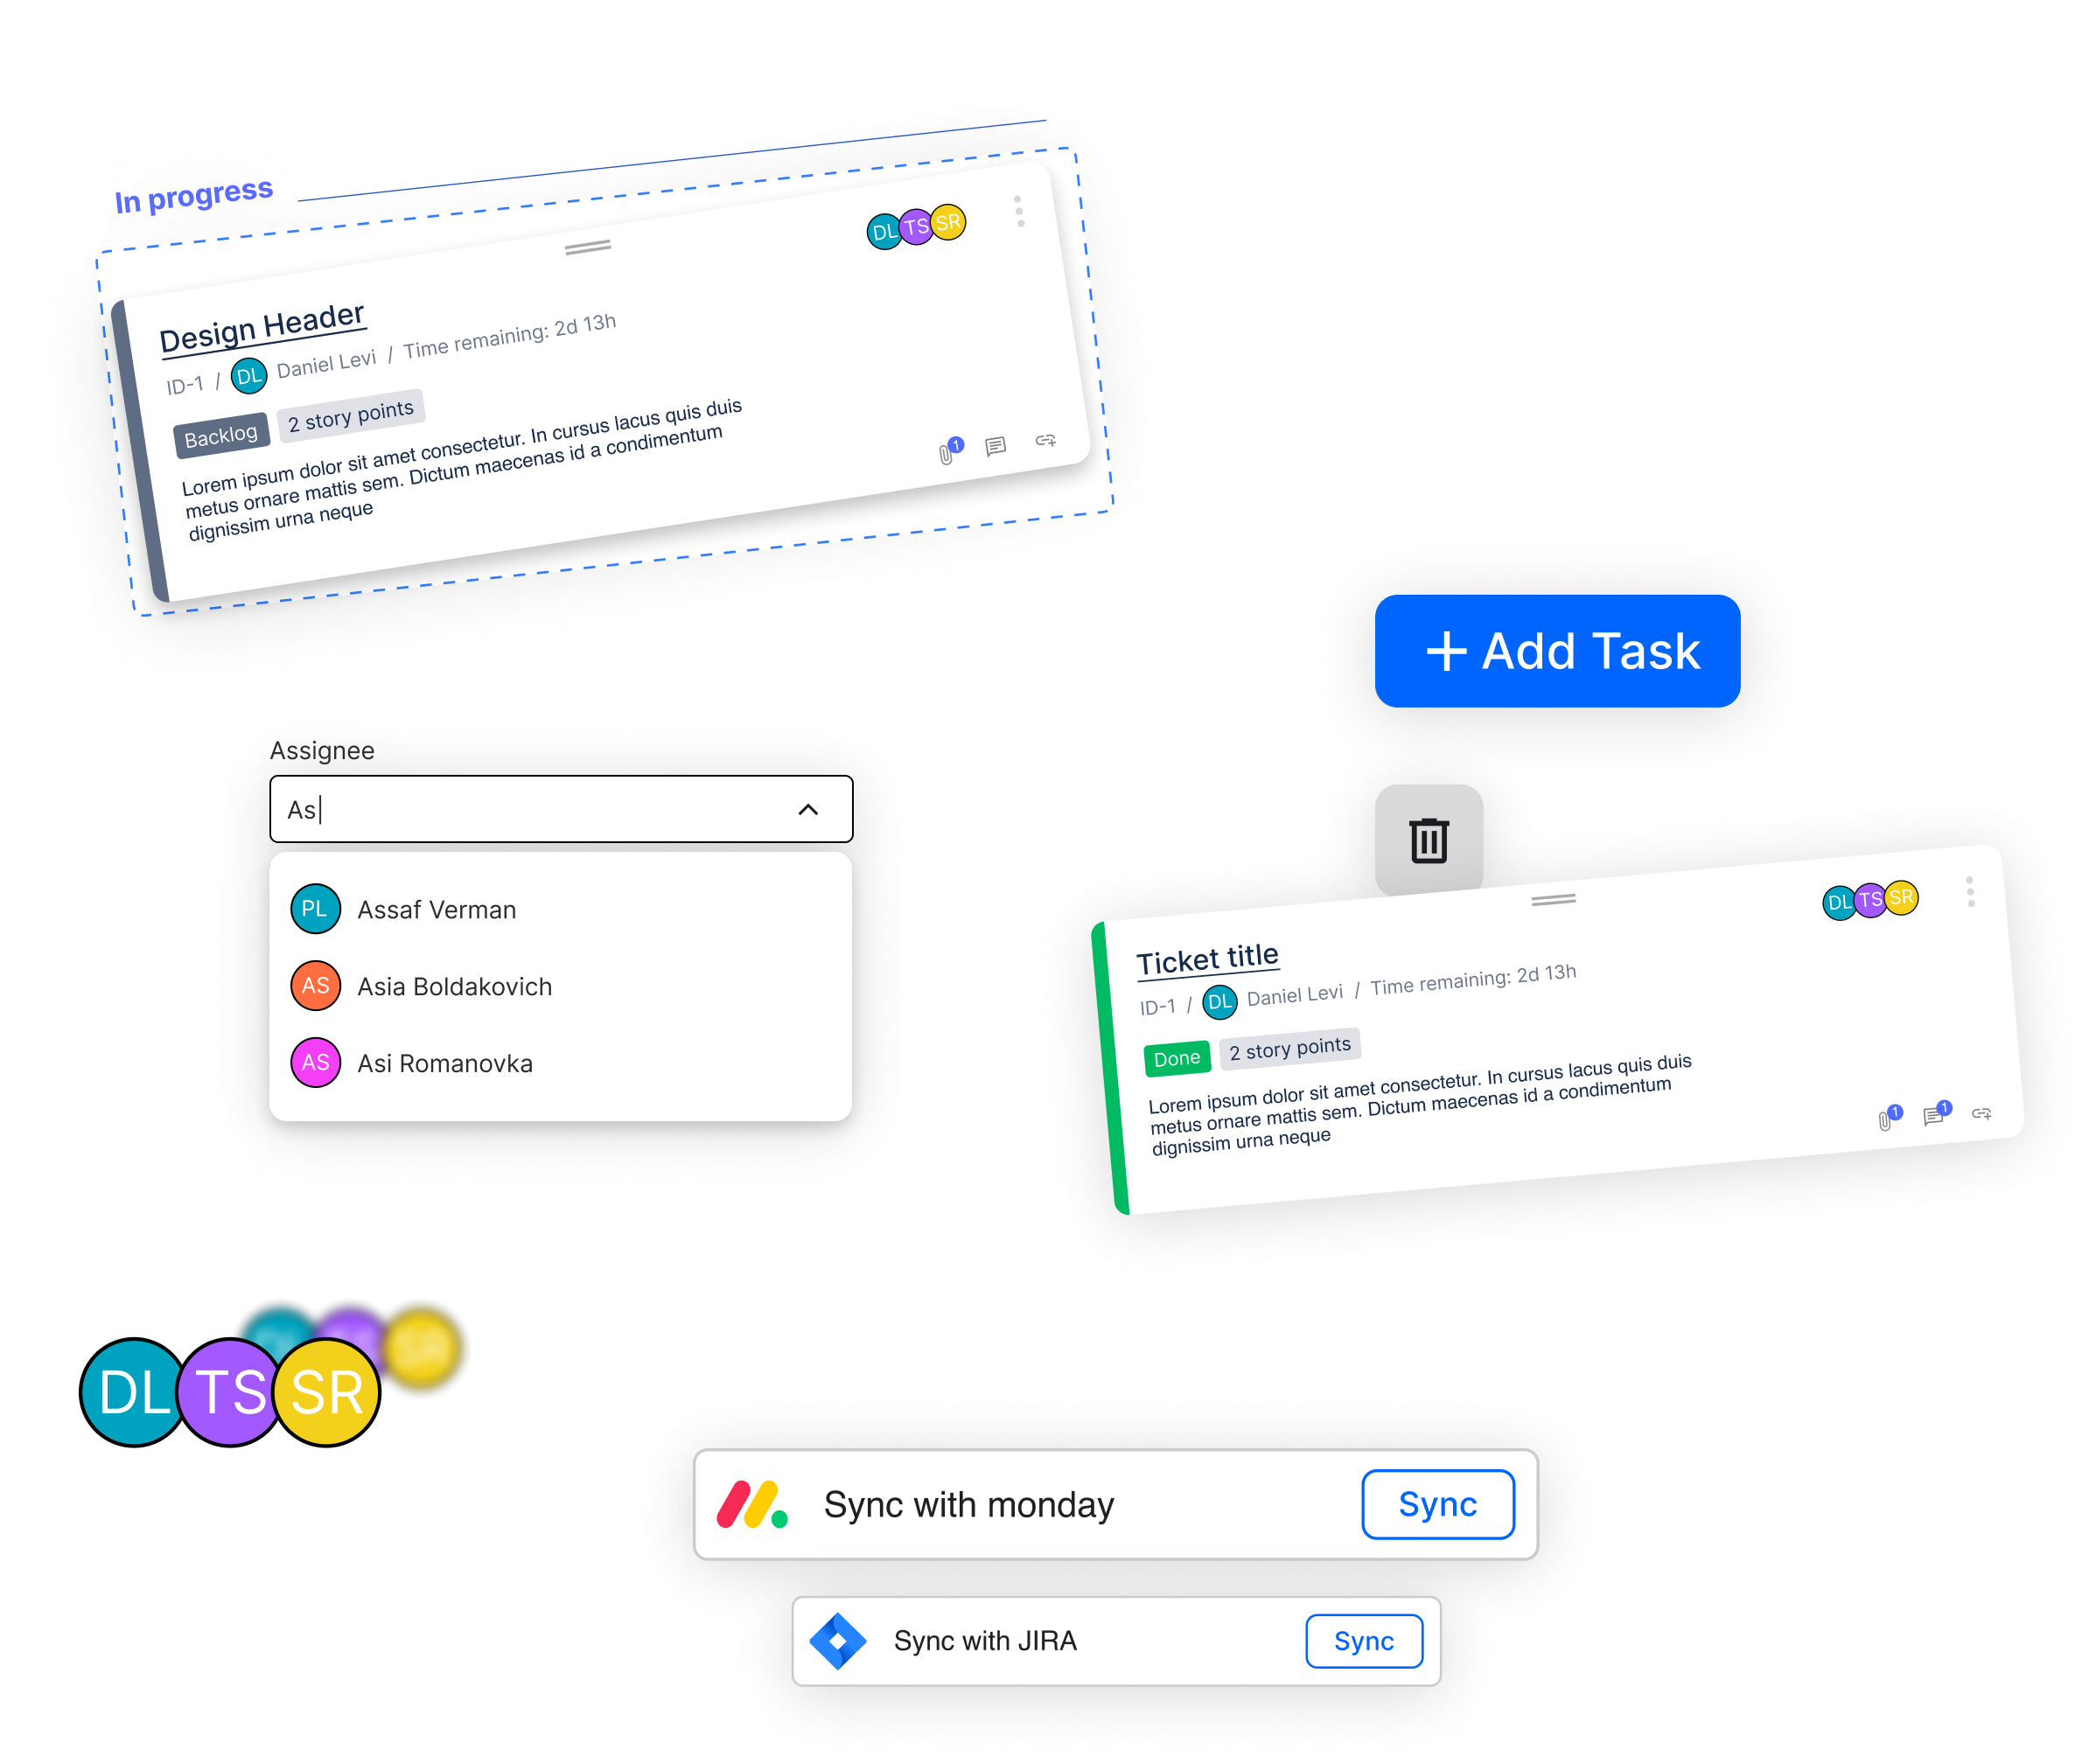 In progress
DL TS SR
Design Header
ID-1 / DL Daniel Levi / Time remaining: 2d 13h
Backlog 2 story points
Lorem ipsum dolor sit amet consectetur. In cursus lacus quis duis
metus ornare mattis sem. Dictum maecenas id a condimentum
dignissim urna neque
1
+ Add Task
Assignee
As
PL Assaf Verman
AS Asia Boldakovich
AS Asi Romanovka
DL TS SR
Ticket title
ID-1 / DL Daniel Levi / Time remaining: 2d 13h
Done 2 story points
Lorem ipsum dolor sit amet consectetur. In cursus lacus quis duis
metus ornare mattis sem. Dictum maecenas id a condimentum
dignissim urna neque
1 1
DL TS SR
Sync with monday Sync
Sync with JIRA Sync